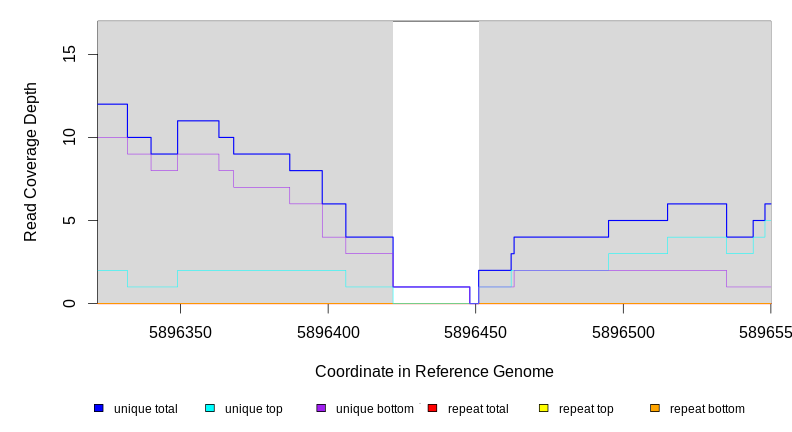 15
10
5
0
Read Coverage Depth
5896350 5896400 5896450 5896500 589655
Coordinate in Reference Genome
unique total unique top unique bottom repeat total repeat top repeat bottom